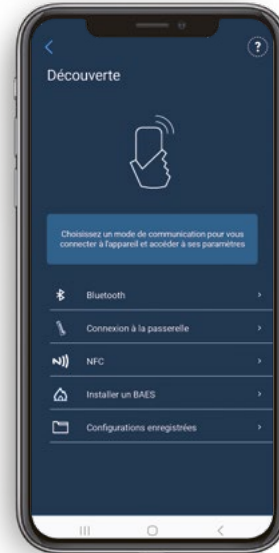 ?
Découverte
Choisissez un mode de communication pour vous
connecter à l'appareil et accéder à ses paramètres
Bluetooth
Connexion à la passerelle
NFC
Installer un BAES
Configurations enregistrées